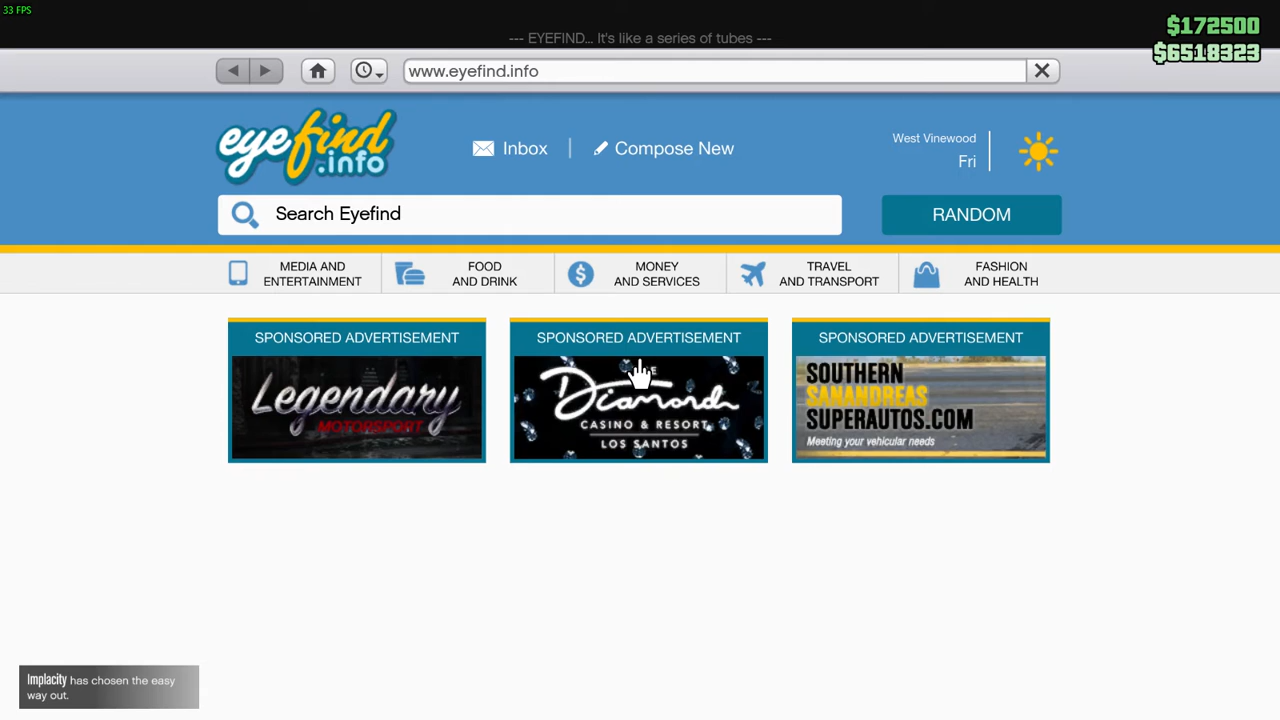 33 FPS
$172500
$6518323
--- EYEFIND... It's like a series of tubes ---
www.eyefind.info
eyefind
.info
Inbox
Compose New
West Vinewood
Fri
Search Eyefind
RANDOM
MEDIA AND
ENTERTAINMENT
FOOD
AND DRINK
MONEY
AND SERVICES
TRAVEL
AND TRANSPORT
FASHION
AND HEALTH
SPONSORED ADVERTISEMENT
Legendary
MOTORSPORT
SPONSORED ADVERTISEMENT
Diamond
CASINO & RESORT
LOS SANTOS
SPONSORED ADVERTISEMENT
SOUTHERN
SANANDREAS
SUPERAUTOS.COM
Meeting your vehicular needs
Implacity has chosen the easy
way out.